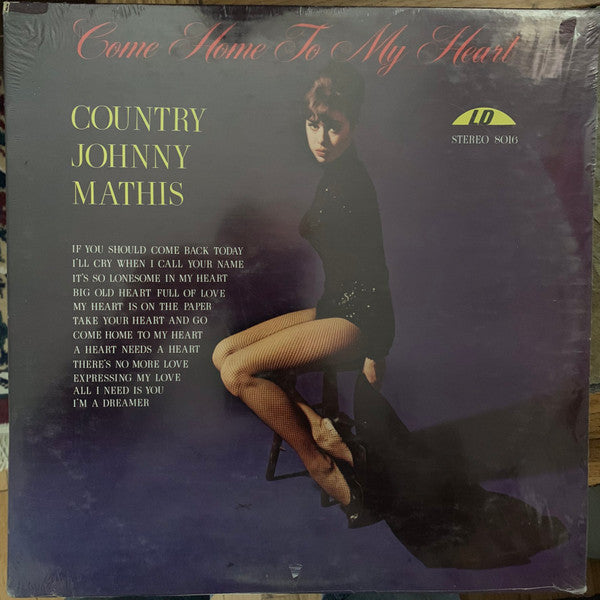 Come Home To My Heart
COUNTRY
JOHNNY
MATHIS
LD
STEREO 8016
IF YOU SHOULD COME BACK TODAY
I'LL CRY WHEN I CALL YOUR NAME
IT'S SO LONESOME IN MY HEART
BIG OLD HEART FULL OF LOVE
MY HEART IS ON THE PAPER
TAKE YOUR HEART AND GO
COME HOME TO MY HEART
A HEART NEEDS A HEART
THERE'S NO MORE LOVE
EXPRESSING MY LOVE
ALL I NEED IS YOU
I'M A DREAMER